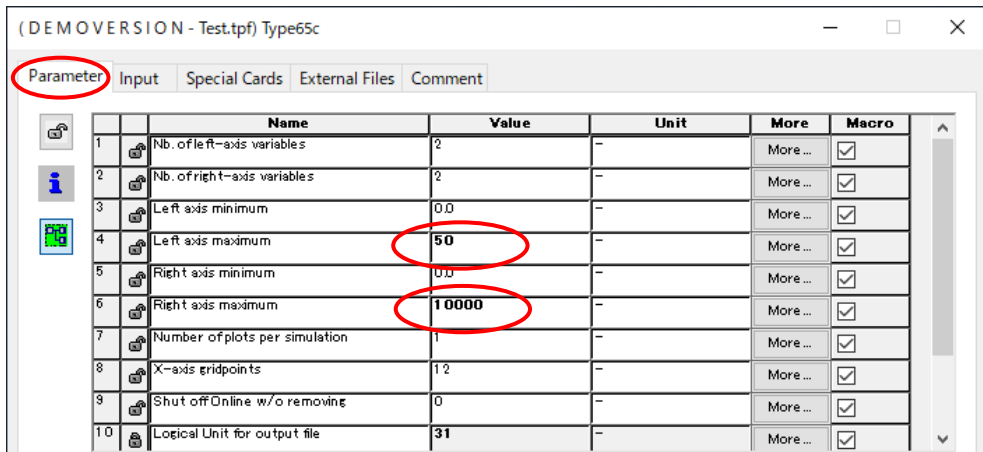 ( D E M O V E R S I O N - Test.tpf) Type65c
Parameter Input Special Cards External Files Comment
Name Value Unit More Macro
1 Nb. of left-axis variables 2 - More...
2 Nb. of right-axis variables 2 - More...
3 Left axis minimum 0.0 - More...
4 Left axis maximum 50 - More...
5 Right axis minimum 0.0 - More...
6 Right axis maximum 10000 - More...
7 Number of plots per simulation 1 - More...
8 X-axis gridpoints 12 - More...
9 Shut off Online w/o removing 0 - More...
10 Logical Unit for output file 31 - More...